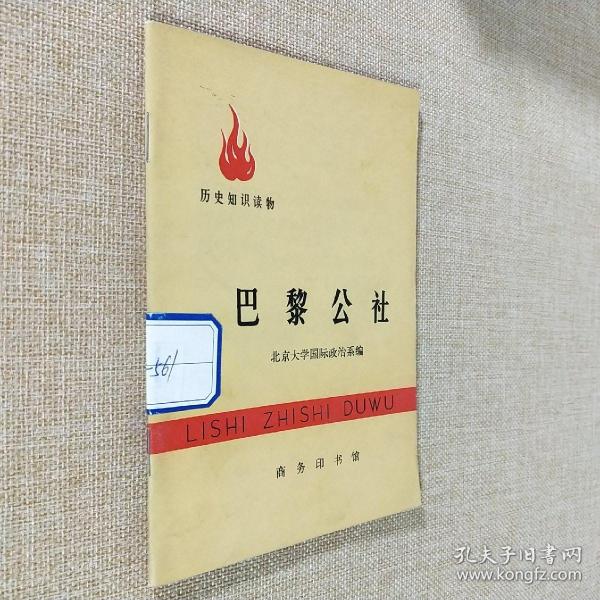 历史知识读物
巴黎公社
北京大学国际政治系编
-561
LISHI ZHISHI DUWU
商务印书馆
孔夫子旧书网
www.kongfz.com